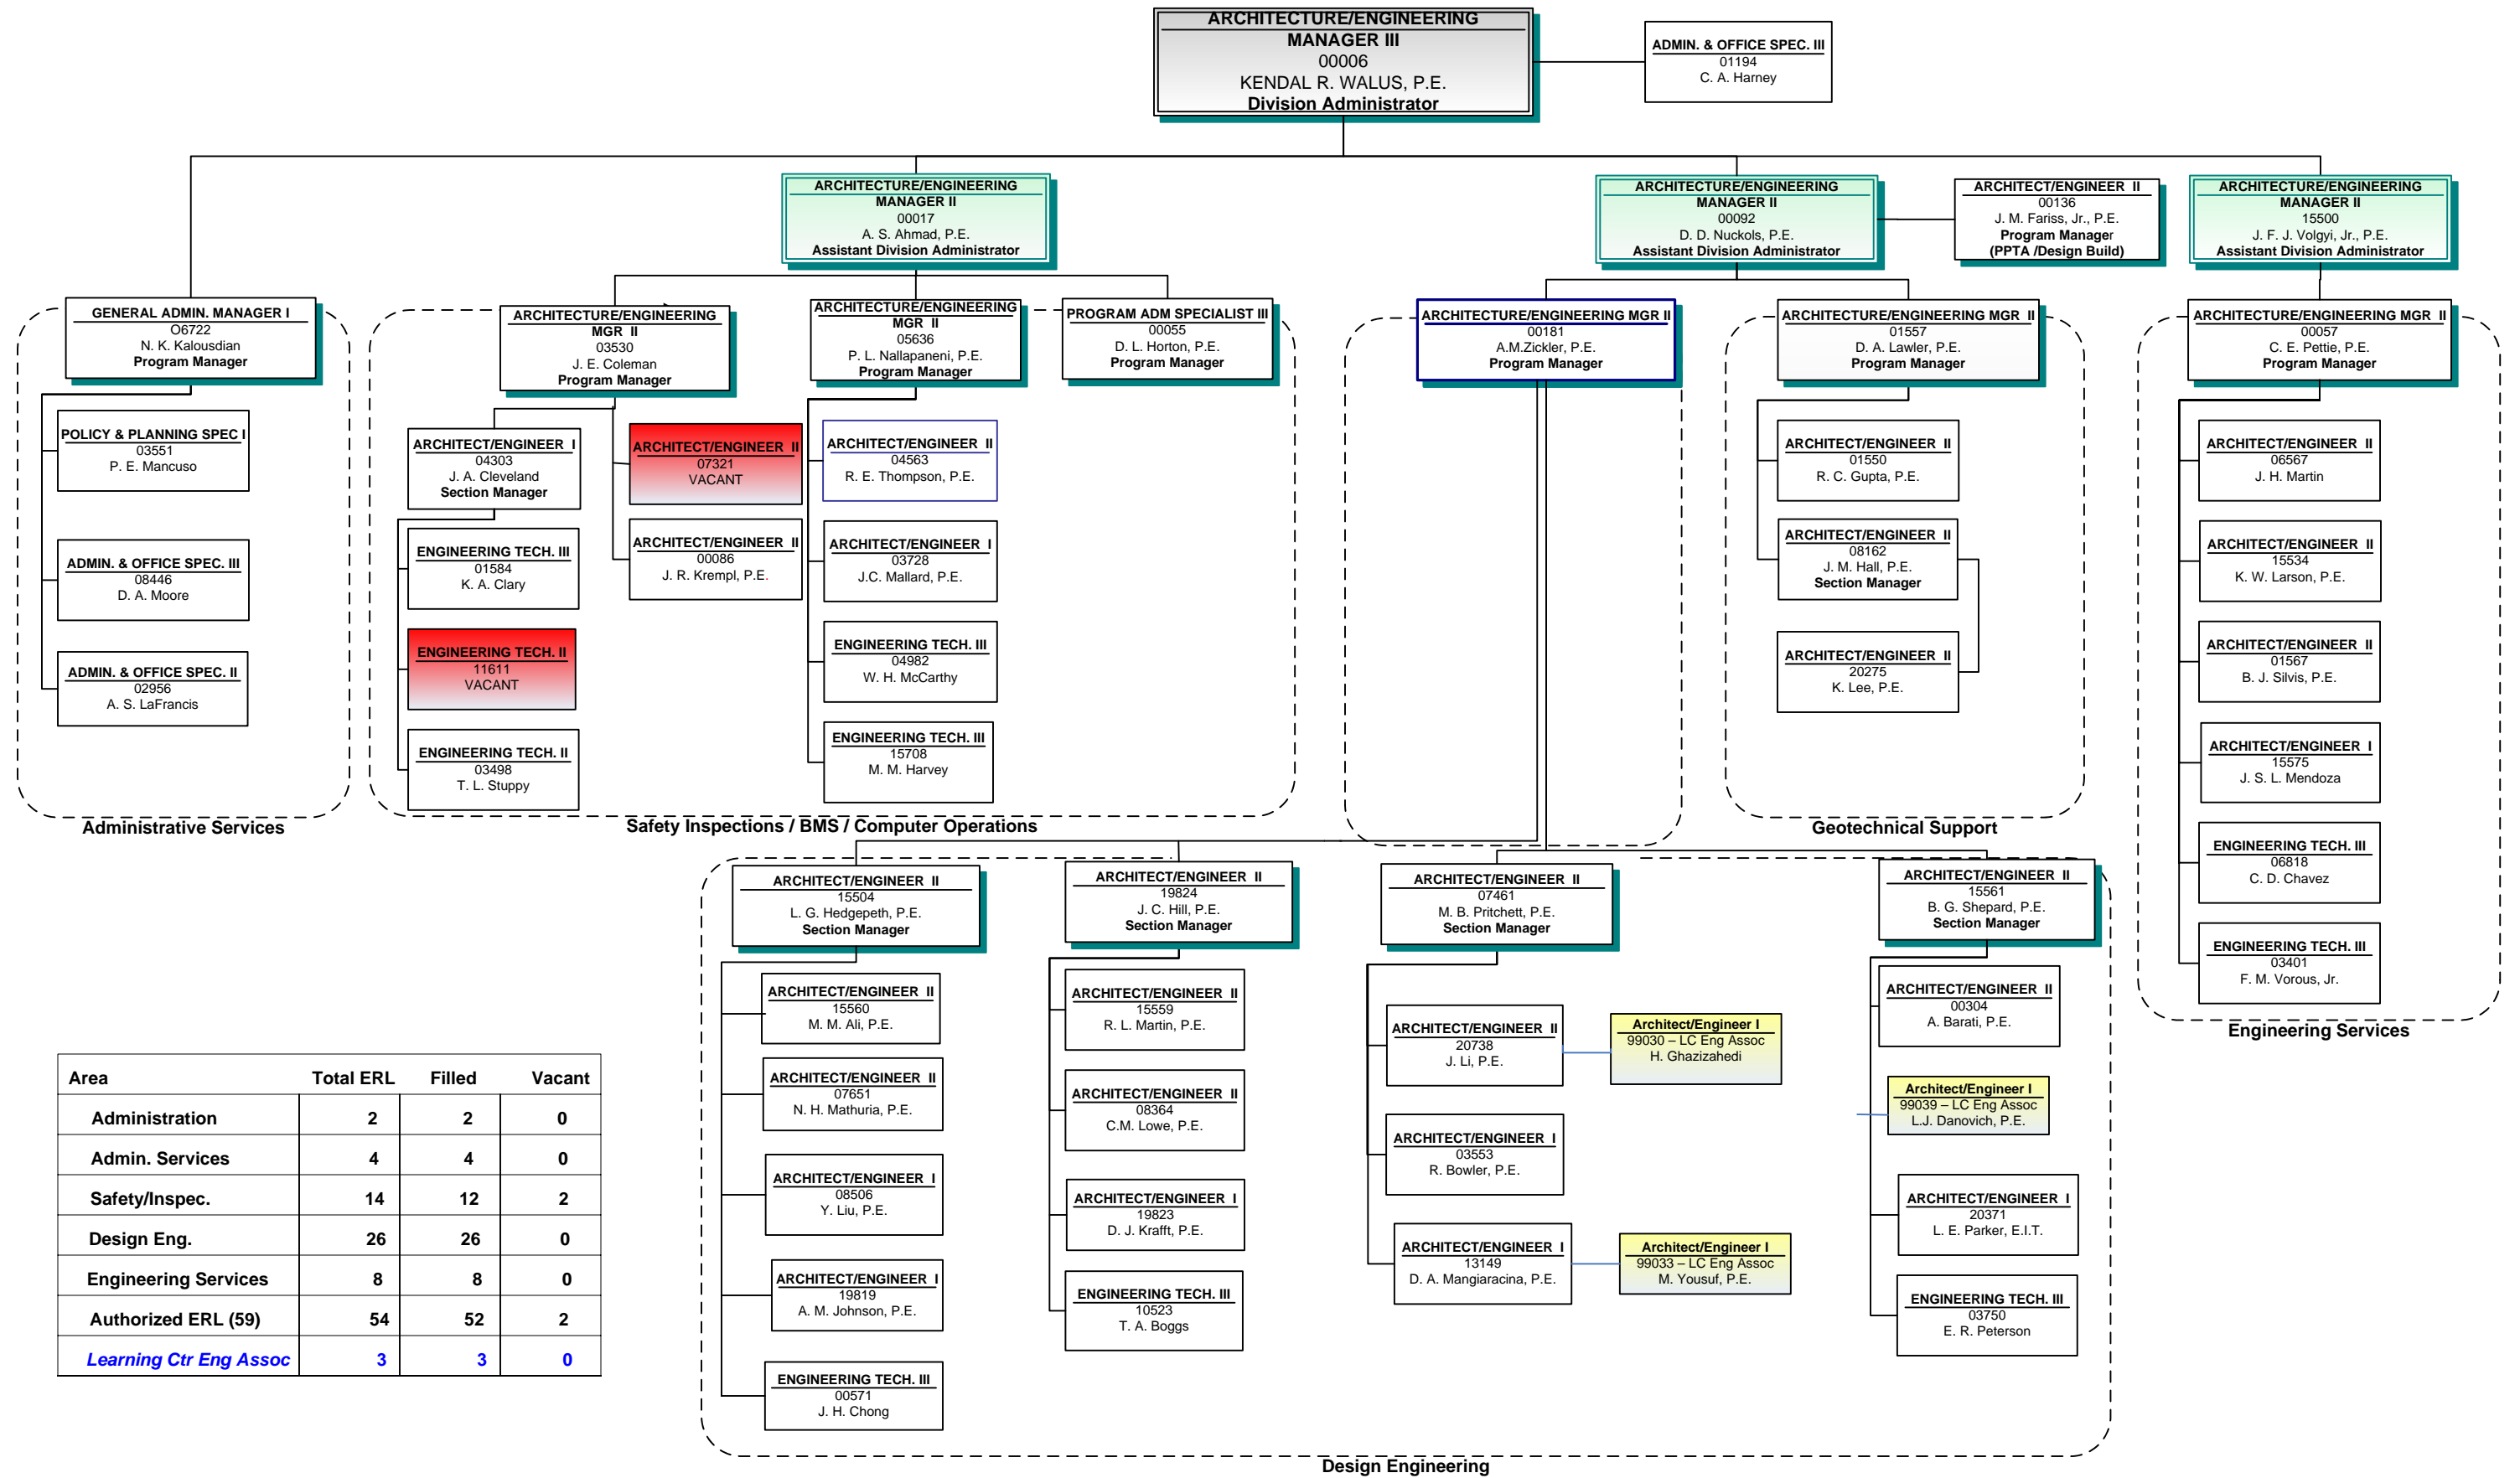 ARCHITECTURE/ENGINEERING
MANAGER III
00006
KENDAL R. WALUS, P.E.
Division Administrator
ADMIN. & OFFICE SPEC. III
01194
C. A. Harney
ARCHITECTURE/ENGINEERING
MANAGER II
00017
A. S. Ahmad, P.E.
Assistant Division Administrator
ARCHITECTURE/ENGINEERING
MANAGER II
00092
D. D. Nuckols, P.E.
Assistant Division Administrator
ARCHITECT/ENGINEER II
00136
J. M. Fariss, Jr., P.E.
Program Manager
(PPTA /Design Build)
ARCHITECTURE/ENGINEERING
MANAGER II
15500
J. F. J. Volgyi, Jr., P.E.
Assistant Division Administrator
GENERAL ADMIN. MANAGER I
O6722
N. K. Kalousdian
Program Manager
POLICY & PLANNING SPEC I
03551
P. E. Mancuso
ADMIN. & OFFICE SPEC. III
08446
D. A. Moore
ADMIN. & OFFICE SPEC. II
02956
A. S. LaFrancis
Administrative Services
ARCHITECTURE/ENGINEERING
MGR II
03530
J. E. Coleman
Program Manager
ARCHITECTURE/ENGINEERING
MGR II
05636
P. L. Nallapaneni, P.E.
Program Manager
PROGRAM ADM SPECIALIST III
00055
D. L. Horton, P.E.
Program Manager
ARCHITECT/ENGINEER I
04303
J. A. Cleveland
Section Manager
ENGINEERING TECH. III
01584
K. A. Clary
ENGINEERING TECH. II
11611
VACANT
ENGINEERING TECH. II
03498
T. L. Stuppy
ARCHITECT/ENGINEER II
07321
VACANT
ARCHITECT/ENGINEER II
00086
J. R. Krempl, P.E.
ARCHITECT/ENGINEER II
04563
R. E. Thompson, P.E.
ARCHITECT/ENGINEER I
03728
J.C. Mallard, P.E.
ENGINEERING TECH. III
04982
W. H. McCarthy
ENGINEERING TECH. III
15708
M. M. Harvey
Safety Inspections / BMS / Computer Operations
ARCHITECTURE/ENGINEERING MGR II
00181
A.M.Zickler, P.E.
Program Manager
ARCHITECTURE/ENGINEERING MGR II
01557
D. A. Lawler, P.E.
Program Manager
ARCHITECT/ENGINEER II
01550
R. C. Gupta, P.E.
ARCHITECT/ENGINEER II
08162
J. M. Hall, P.E.
Section Manager
ARCHITECT/ENGINEER II
20275
K. Lee, P.E.
Geotechnical Support
ARCHITECTURE/ENGINEERING MGR II
00057
C. E. Pettie, P.E.
Program Manager
ARCHITECT/ENGINEER II
06567
J. H. Martin
ARCHITECT/ENGINEER II
15534
K. W. Larson, P.E.
ARCHITECT/ENGINEER II
01567
B. J. Silvis, P.E.
ARCHITECT/ENGINEER I
15575
J. S. L. Mendoza
ENGINEERING TECH. III
06818
C. D. Chavez
ENGINEERING TECH. III
03401
F. M. Vorous, Jr.
Engineering Services
ARCHITECT/ENGINEER II
15504
L. G. Hedgepeth, P.E.
Section Manager
ARCHITECT/ENGINEER II
15560
M. M. Ali, P.E.
ARCHITECT/ENGINEER II
07651
N. H. Mathuria, P.E.
ARCHITECT/ENGINEER I
08506
Y. Liu, P.E.
ARCHITECT/ENGINEER I
19819
A. M. Johnson, P.E.
ENGINEERING TECH. III
00571
J. H. Chong
ARCHITECT/ENGINEER II
19824
J. C. Hill, P.E.
Section Manager
ARCHITECT/ENGINEER II
15559
R. L. Martin, P.E.
ARCHITECT/ENGINEER II
08364
C.M. Lowe, P.E.
ARCHITECT/ENGINEER I
19823
D. J. Krafft, P.E.
ENGINEERING TECH. III
10523
T. A. Boggs
ARCHITECT/ENGINEER II
07461
M. B. Pritchett, P.E.
Section Manager
ARCHITECT/ENGINEER II
20738
J. Li, P.E.
Architect/Engineer I
99030 – LC Eng Assoc
H. Ghazizahedi
ARCHITECT/ENGINEER I
03553
R. Bowler, P.E.
ARCHITECT/ENGINEER I
13149
D. A. Mangiaracina, P.E.
Architect/Engineer I
99033 – LC Eng Assoc
M. Yousuf, P.E.
ARCHITECT/ENGINEER II
15561
B. G. Shepard, P.E.
Section Manager
ARCHITECT/ENGINEER II
00304
A. Barati, P.E.
Architect/Engineer I
99039 – LC Eng Assoc
L.J. Danovich, P.E.
ARCHITECT/ENGINEER I
20371
L. E. Parker, E.I.T.
ENGINEERING TECH. III
03750
E. R. Peterson
Design Engineering
Area Total ERL Filled Vacant
Administration 2 2 0
Admin. Services 4 4 0
Safety/Inspec. 14 12 2
Design Eng. 26 26 0
Engineering Services 8 8 0
Authorized ERL (59) 54 52 2
Learning Ctr Eng Assoc 3 3 0